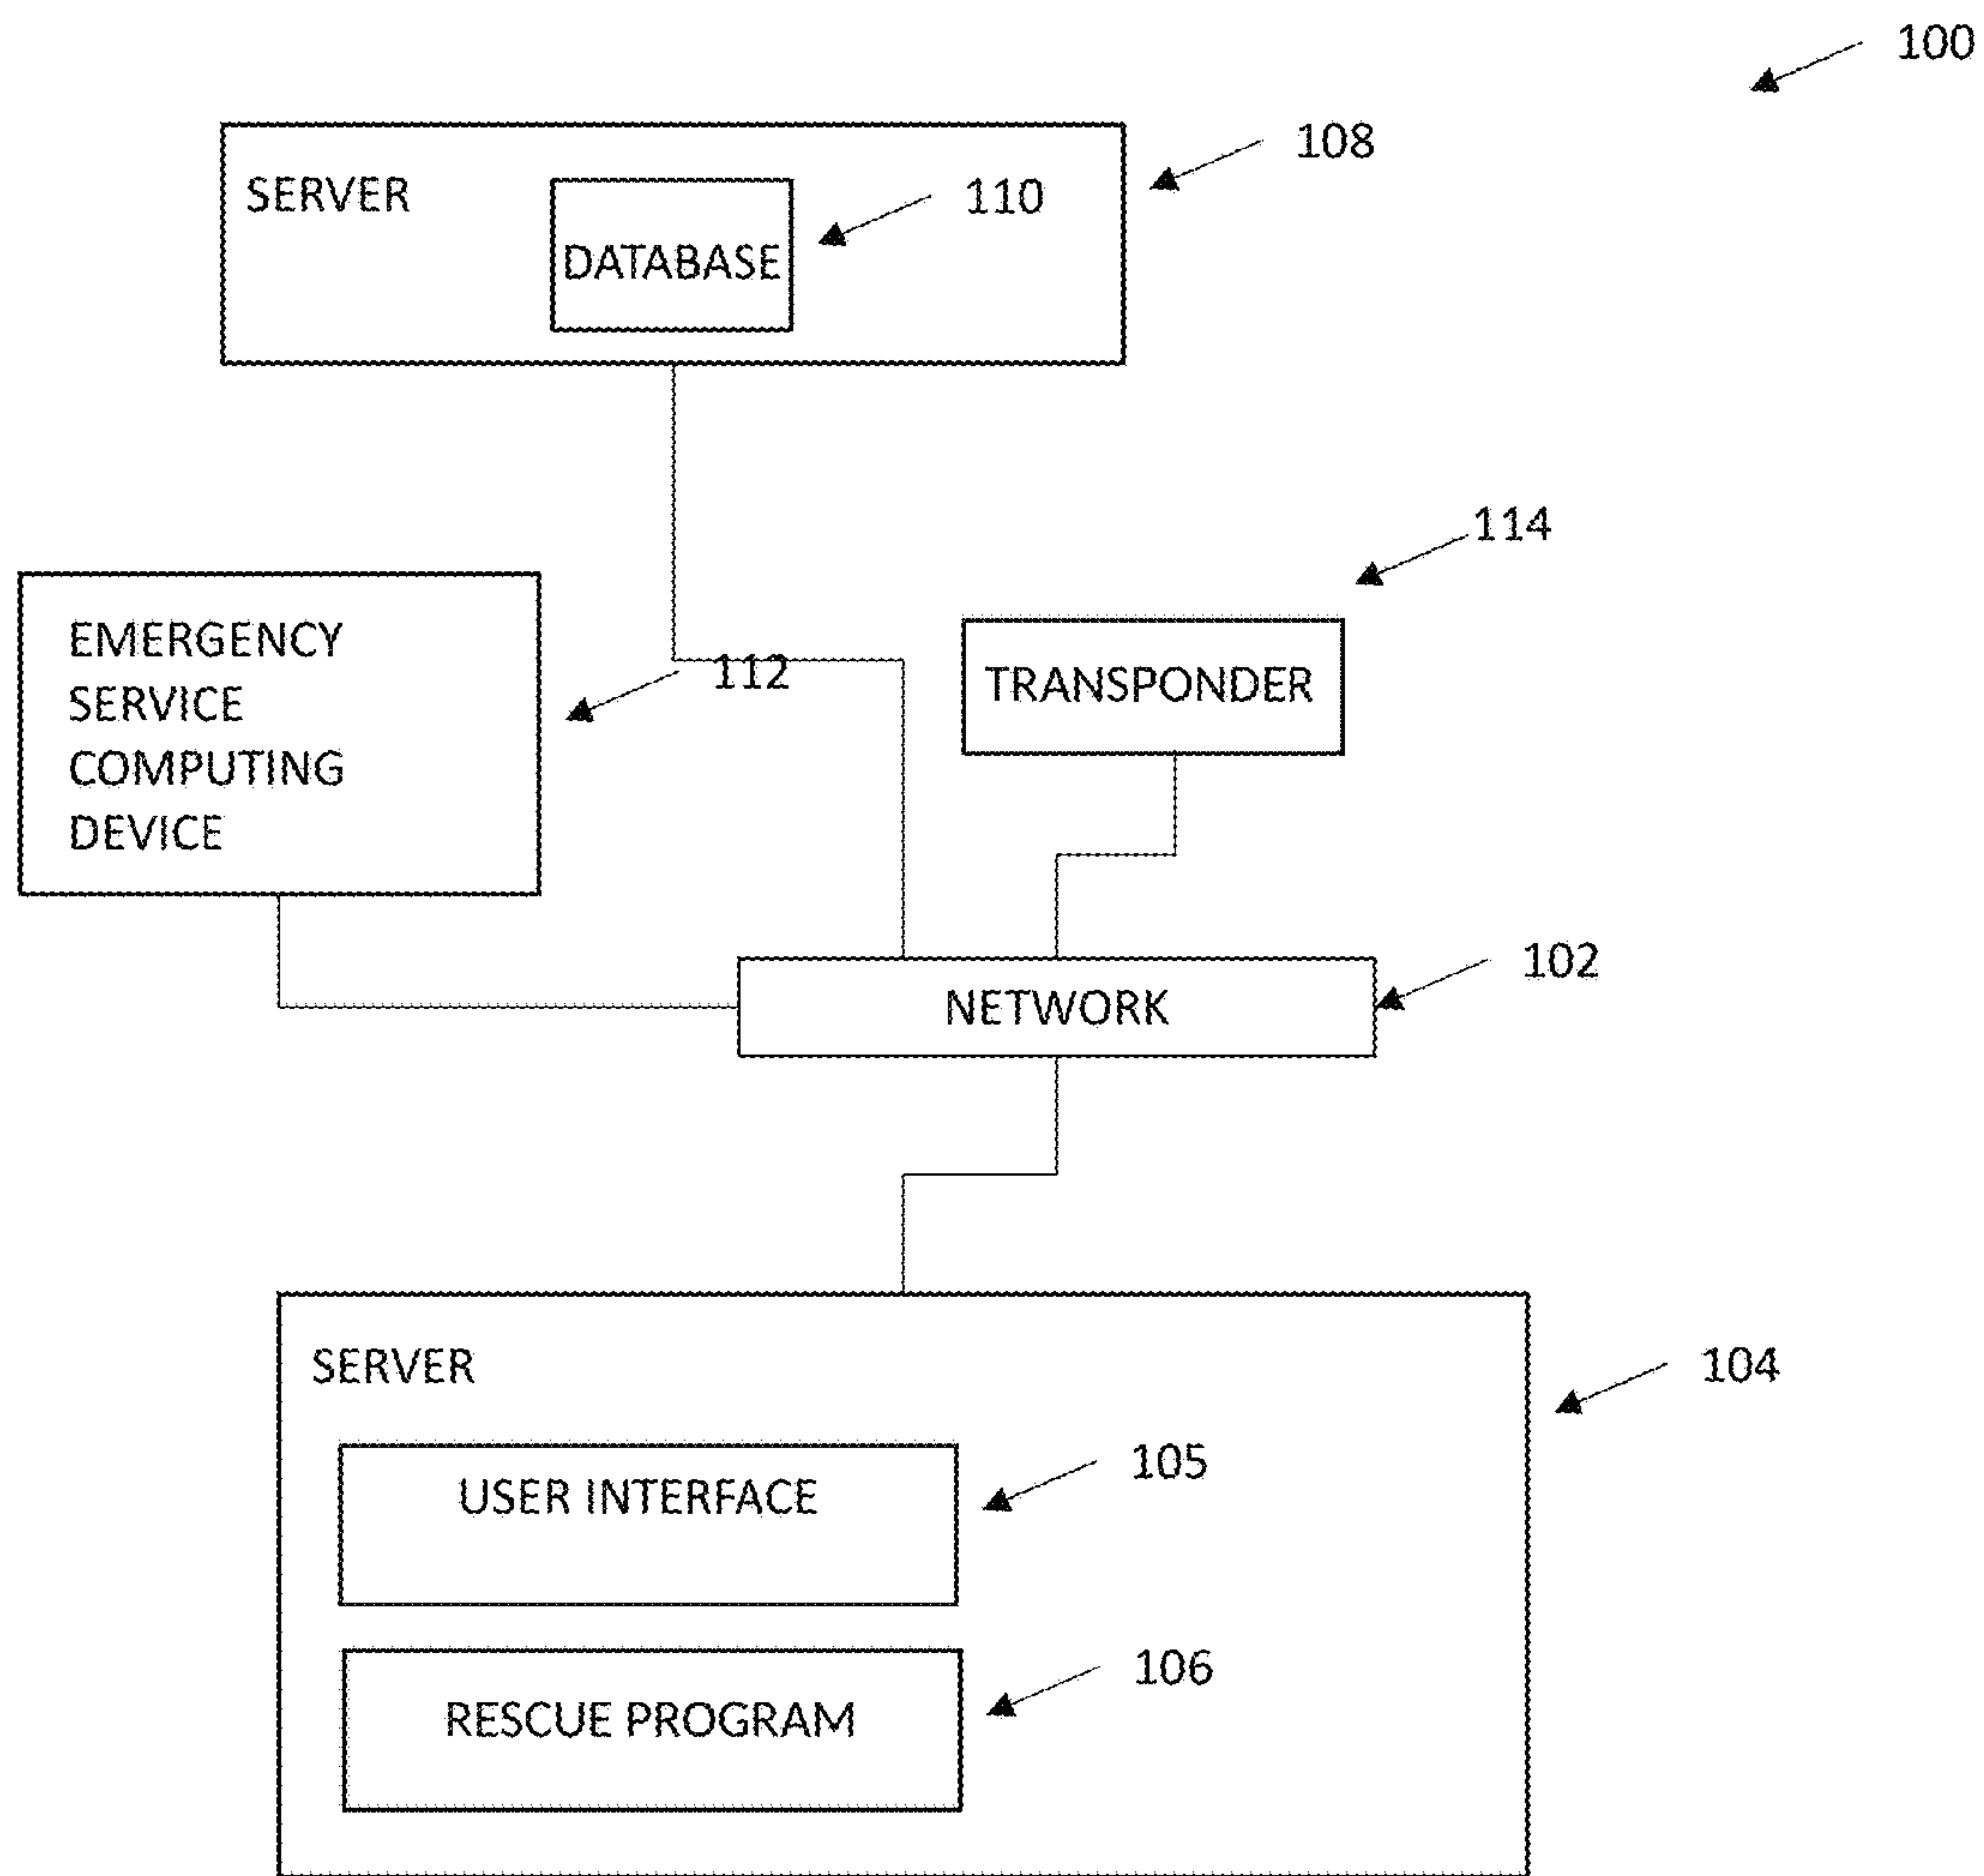 100
108
SERVER
110
DATABASE
114
EMERGENCY
SERVICE
COMPUTING
DEVICE
112
TRANSPONDER
102
NETWORK
SERVER
104
105
USER INTERFACE
106
RESCUE PROGRAM